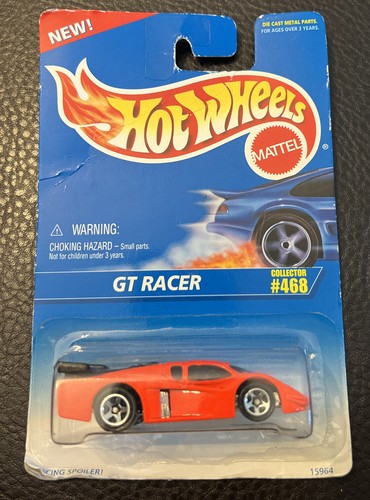 NEW!
DIE CAST METAL PARTS.
FOR AGES OVER 3 YEARS.
Hot Wheels
®
MATTEL
⚠ WARNING:
CHOKING HAZARD – Small parts.
Not for children under 3 years.
GT RACER
COLLECTOR
#468
SPOILER!
15964